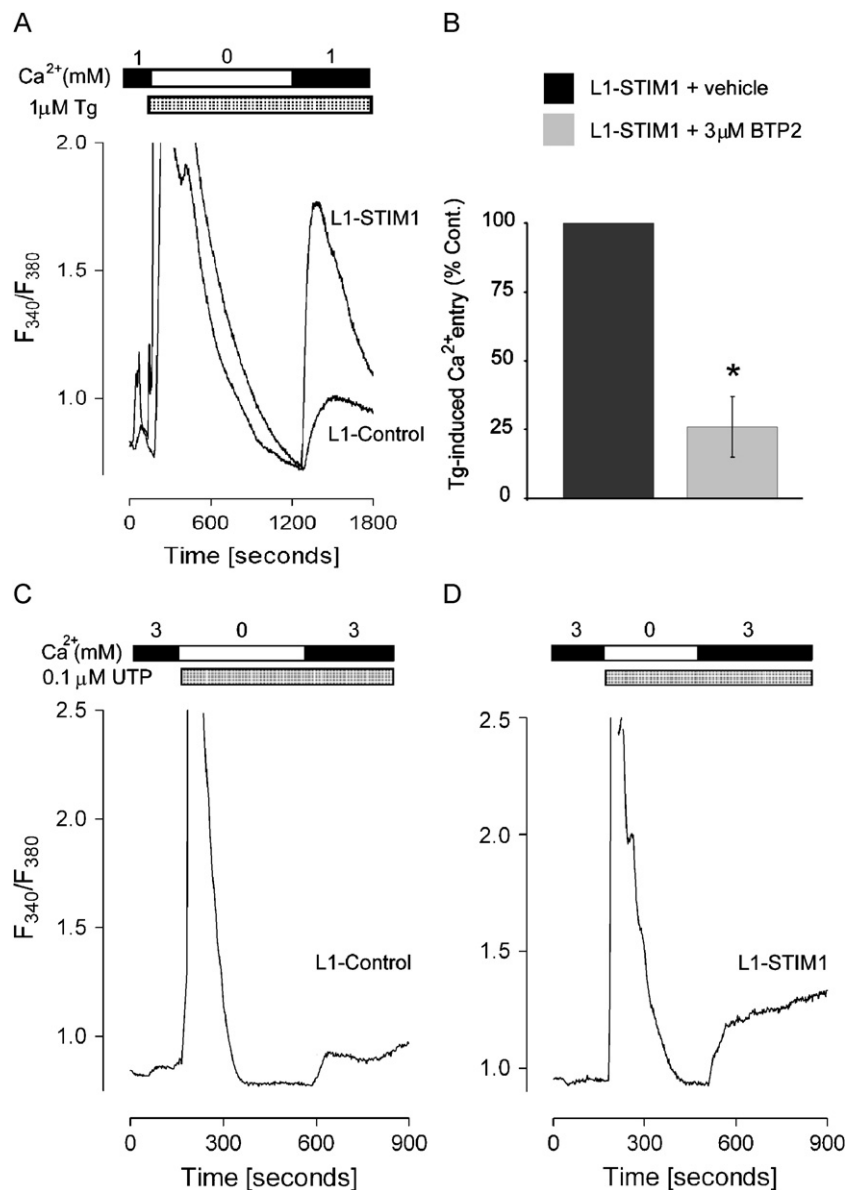 A
0
1 1
Ca²⁺(mM)
1μM Tg
2.0
1.5
1.0
F₃₄₀/F₃₈₀
L1-STIM1
L1-Control
0 600 1200 1800
Time [seconds]
B
L1-STIM1 + vehicle
L1-STIM1 + 3μM BTP2
Tg-induced Ca²⁺entry (% Cont.)
100
75
50
25
0
*
C
3 0 3
Ca²⁺(mM)
0.1 μM UTP
2.5
2.0
1.5
1.0
F₃₄₀/F₃₈₀
L1-Control
0 300 600 900
Time [seconds]
D
3 0 3
2.5
2.0
1.5
1.0
L1-STIM1
0 300 600 900
Time [seconds]